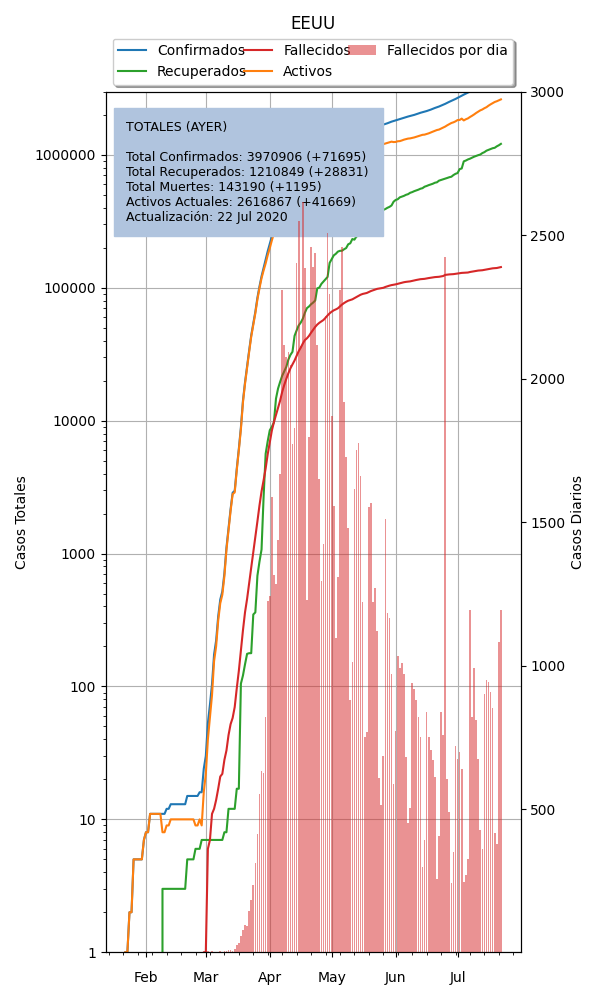 EEUU
Confirmados Fallecidos Fallecidos por dia
Recuperados Activos
TOTALES (AYER)
Total Confirmados: 3970906 (+71695)
Total Recuperados: 1210849 (+28831)
Total Muertes: 143190 (+1195)
Activos Actuales: 2616867 (+41669)
Actualización: 22 Jul 2020
Casos Totales
1000000
100000
10000
1000
100
10
1
Feb Mar Apr May Jun Jul
3000
2500
2000
1500
1000
500
Casos Diarios